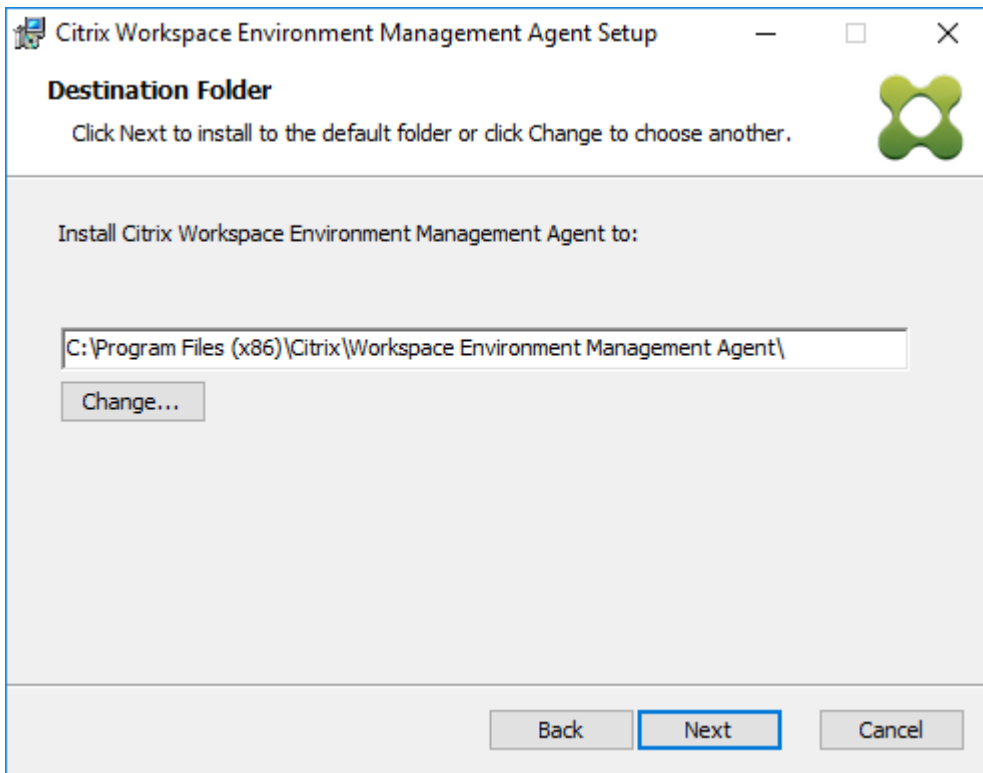 Citrix Workspace Environment Management Agent Setup
Destination Folder
Click Next to install to the default folder or click Change to choose another.
Install Citrix Workspace Environment Management Agent to:
C:\Program Files (x86)\Citrix\Workspace Environment Management Agent\
Change...
Back Next Cancel